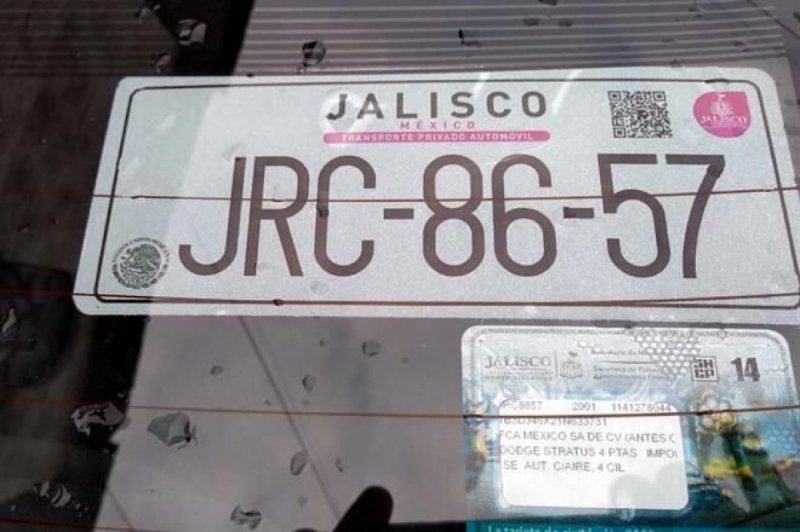 JALISCO
MÉXICO
TRANSPORTE PRIVADO AUTOMÓVIL
JALISCO
JRC-86-57
JALISCO
14
JRC8657 2001 1141278044
FCA MEXICO SA DE CV (ANTES C
DODGE STRATUS 4 PTAS IMPO
SE AUT. C/AIRE, 4 CIL